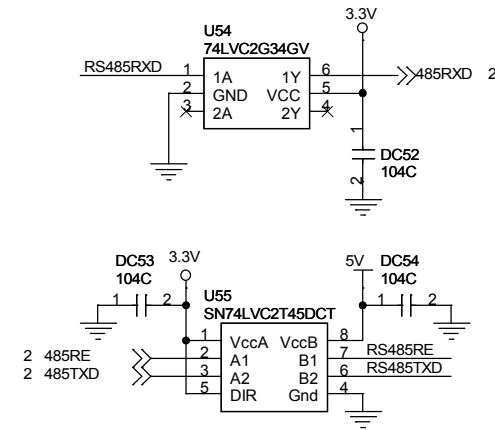 3.3V
U54
74LVC2G34GV
RS485RXD 1 1A 1Y 6 485RXD 2
2 GND VCC 5
3 2A 2Y 4
1
DC52
104C
2
DC53 3.3V 5V DC54
104C 104C
1 2 U55 1 2
SN74LVC2T45DCT
1 VccA VccB 8
2 485RE 2 A1 B1 7 RS485RE
2 485TXD 3 A2 B2 6 RS485TXD
5 DIR Gnd 4